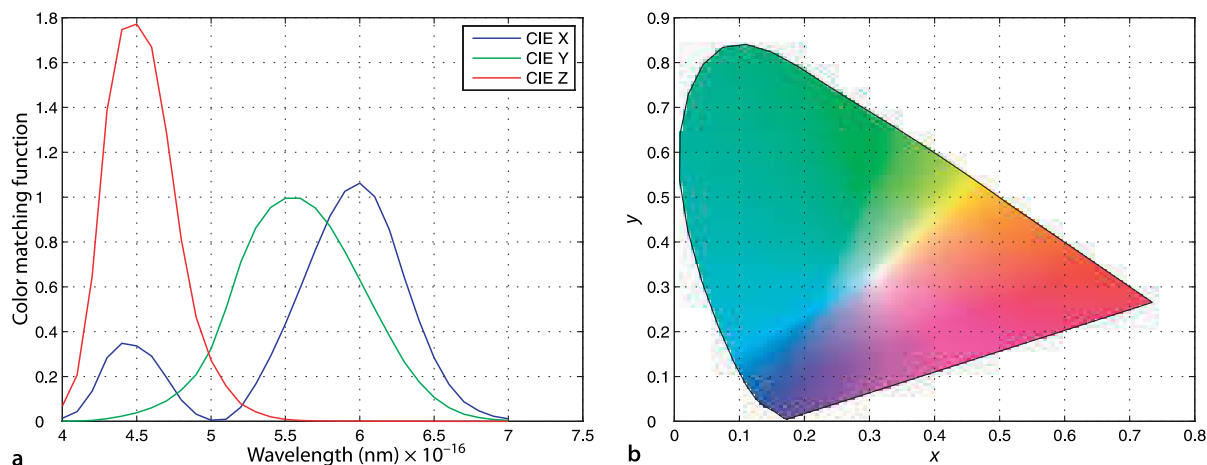 1.8
1.6
1.4
1.2
1
0.8
0.6
0.4
0.2
0
Color matching function
CIE X
CIE Y
CIE Z
4 4.5 5 5.5 6 6.5 7 7.5
Wavelength (nm) × 10⁻¹⁶
a
0.9
0.8
0.7
0.6
0.5
0.4
0.3
0.2
0.1
0
y
0 0.1 0.2 0.3 0.4 0.5 0.6 0.7 0.8
x
b